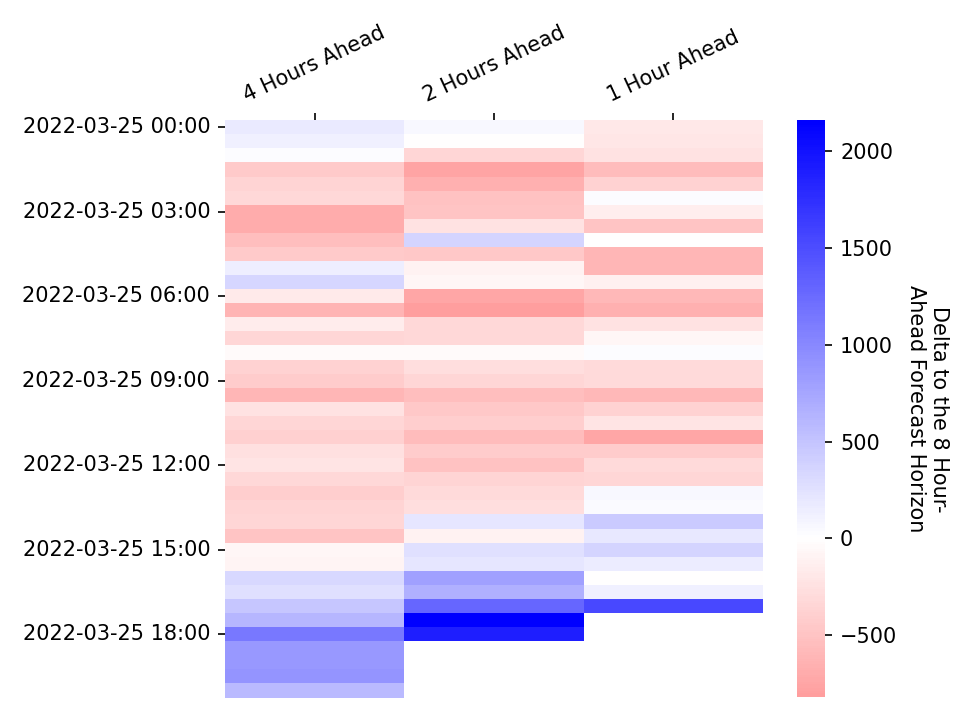 4 Hours Ahead
2 Hours Ahead
1 Hour Ahead
2022-03-25 00:00
2022-03-25 03:00
2022-03-25 06:00
2022-03-25 09:00
2022-03-25 12:00
2022-03-25 15:00
2022-03-25 18:00
2000
1500
1000
500
0
−500
Delta to the 8 Hour-
Ahead Forecast Horizon